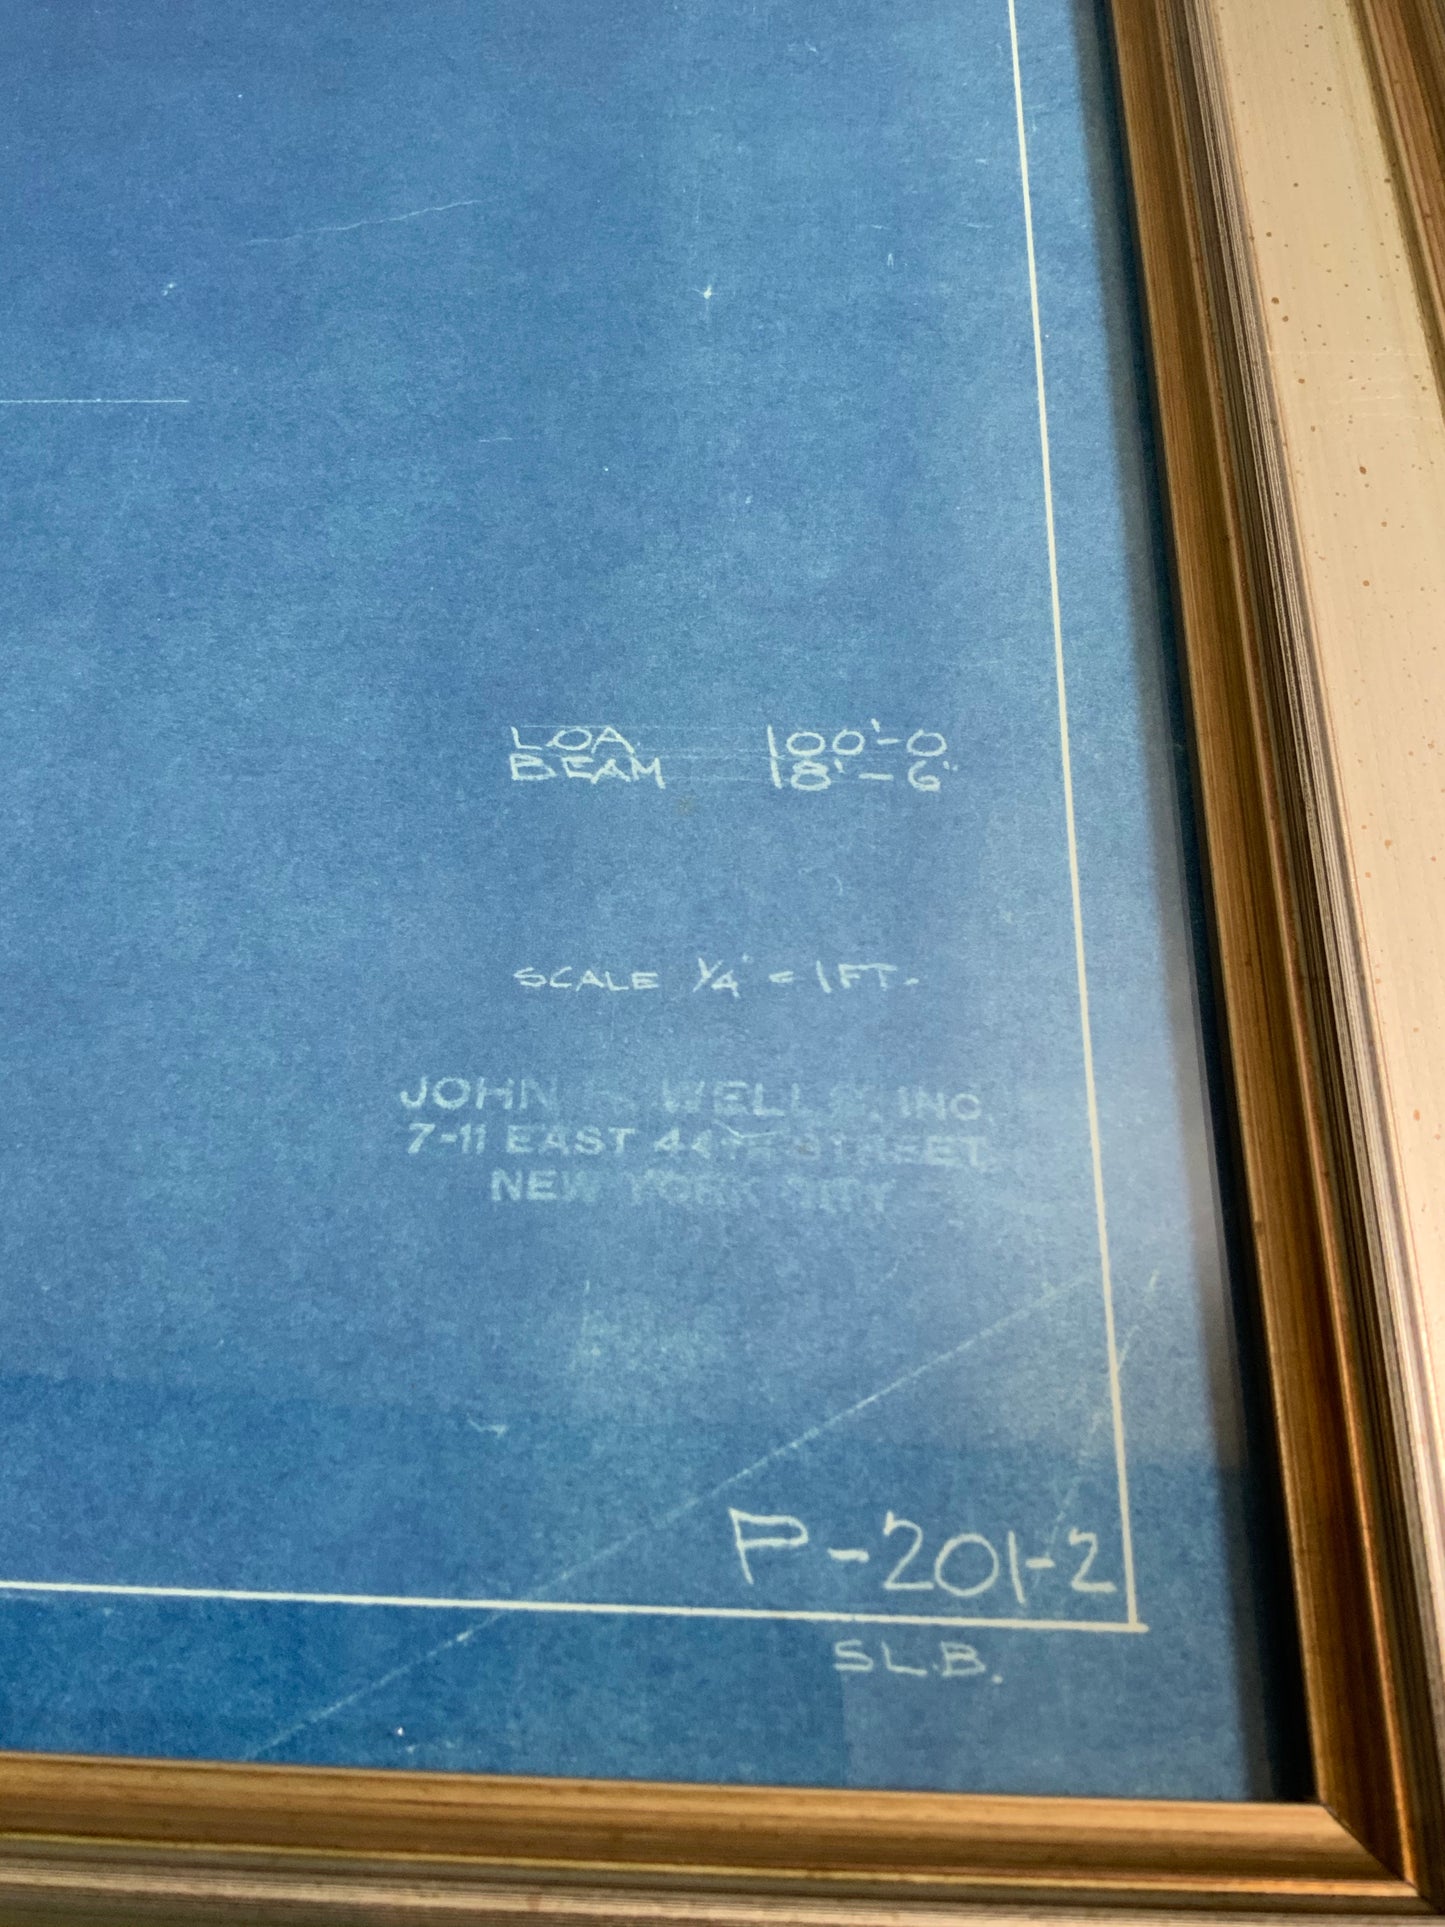 LOA 100'-0
BEAM 18'-6"
SCALE 1/4" = 1FT.
JOHN H. WELLS, INC.
7-11 EAST 44TH STREET
NEW YORK CITY
P-201-2
S.L.B.